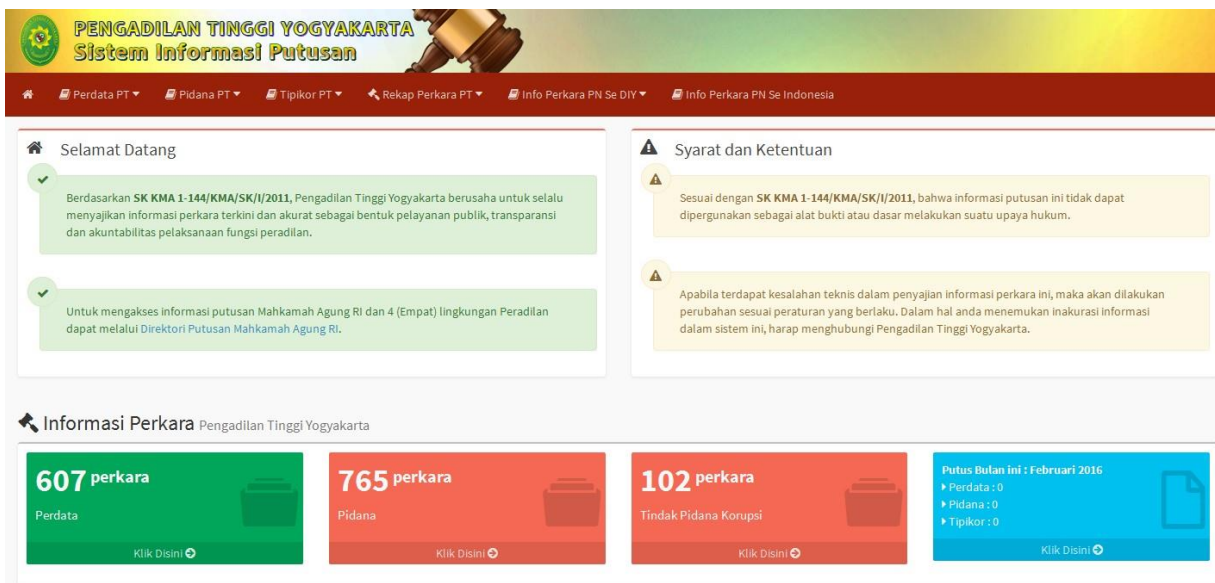 PENGADILAN TINGGI YOGYAKARTA
Sistem Informasi Putusan
Perdata PT
Pidana PT
Tipikor PT
Rekap Perkara PT
Info Perkara PN Se DIY
Info Perkara PN Se Indonesia
Selamat Datang
Berdasarkan SK KMA 1-144/KMA/SK/I/2011, Pengadilan Tinggi Yogyakarta berusaha untuk selalu
menyajikan informasi perkara terkini dan akurat sebagai bentuk pelayanan publik, transparansi
dan akuntabilitas pelaksanaan fungsi peradilan.
Untuk mengakses informasi putusan Mahkamah Agung RI dan 4 (Empat) lingkungan Peradilan
dapat melalui Direktori Putusan Mahkamah Agung RI.
Syarat dan Ketentuan
Sesuai dengan SK KMA 1-144/KMA/SK/I/2011, bahwa informasi putusan ini tidak dapat
dipergunakan sebagai alat bukti atau dasar melakukan suatu upaya hukum.
Apabila terdapat kesalahan teknis dalam penyajian informasi perkara ini, maka akan dilakukan
perubahan sesuai peraturan yang berlaku. Dalam hal anda menemukan inakurasi informasi
dalam sistem ini, harap menghubungi Pengadilan Tinggi Yogyakarta.
Informasi Perkara Pengadilan Tinggi Yogyakarta
607 perkara
Perdata
Klik Disini
765 perkara
Pidana
Klik Disini
102 perkara
Tindak Pidana Korupsi
Klik Disini
Putus Bulan ini : Februari 2016
Perdata : 0
Pidana : 0
Tipikor : 0
Klik Disini